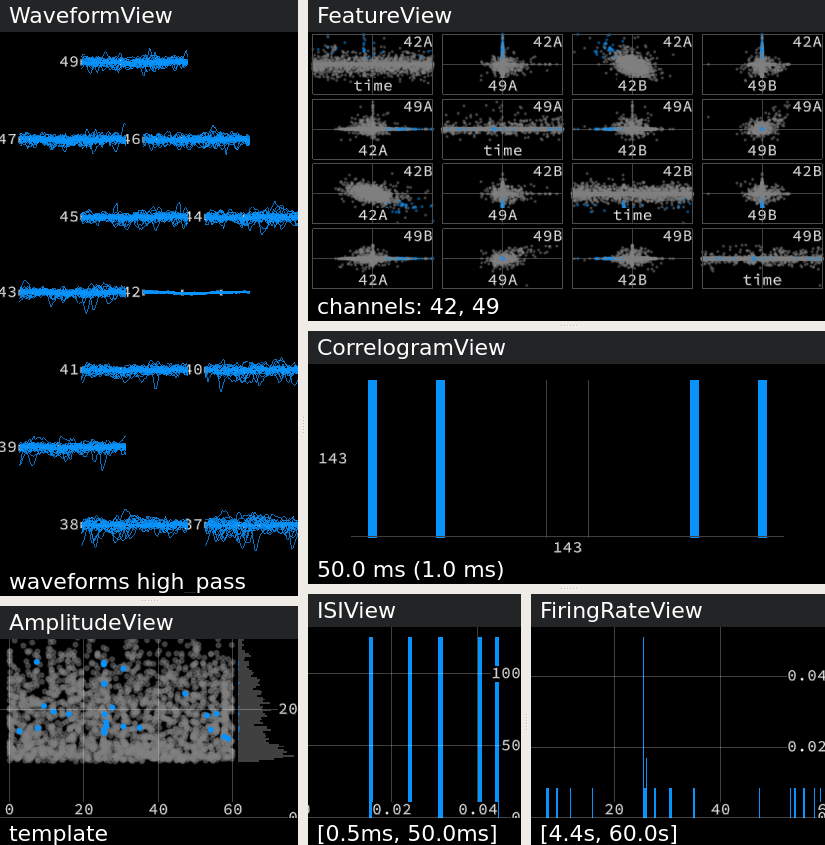 WaveformView
49
47 46
45 44
43 42
41 40
39
38 37
waveforms high_pass
FeatureView
42A 42A 42A 42A
time 49A 42B 49B
49A 49A 49A 49A
42A time 42B 49B
42B 42B 42B 42B
42A 49A time 49B
49B 49B 49B 49B
42A 49A 42B time
channels: 42, 49
CorrelogramView
143
143
50.0 ms (1.0 ms)
AmplitudeView
20
0 20 40 60 0
template
ISIView
100
50
0.02 0.04 0
[0.5ms, 50.0ms]
FiringRateView
0.04
0.02
20 40
[4.4s, 60.0s]